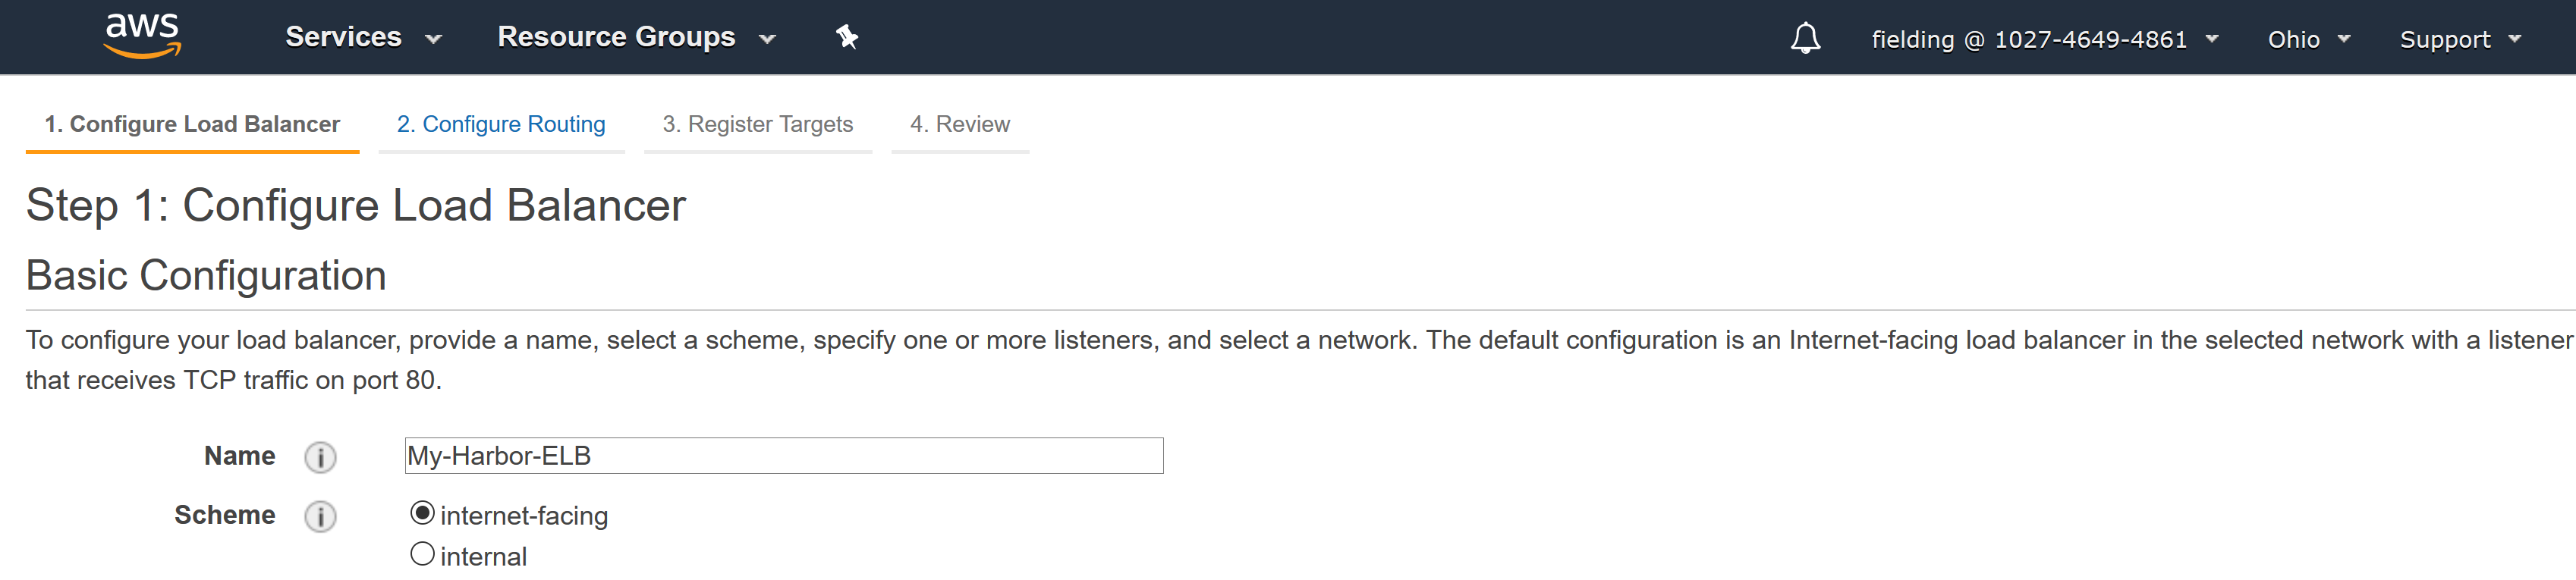 aws Services Resource Groups fielding @ 1027-4649-4861 Ohio Support
1. Configure Load Balancer 2. Configure Routing 3. Register Targets 4. Review
Step 1: Configure Load Balancer
Basic Configuration
To configure your load balancer, provide a name, select a scheme, specify one or more listeners, and select a network. The default configuration is an Internet-facing load balancer in the selected network with a listener
that receives TCP traffic on port 80.
Name i My-Harbor-ELB
Scheme i internet-facing
internal